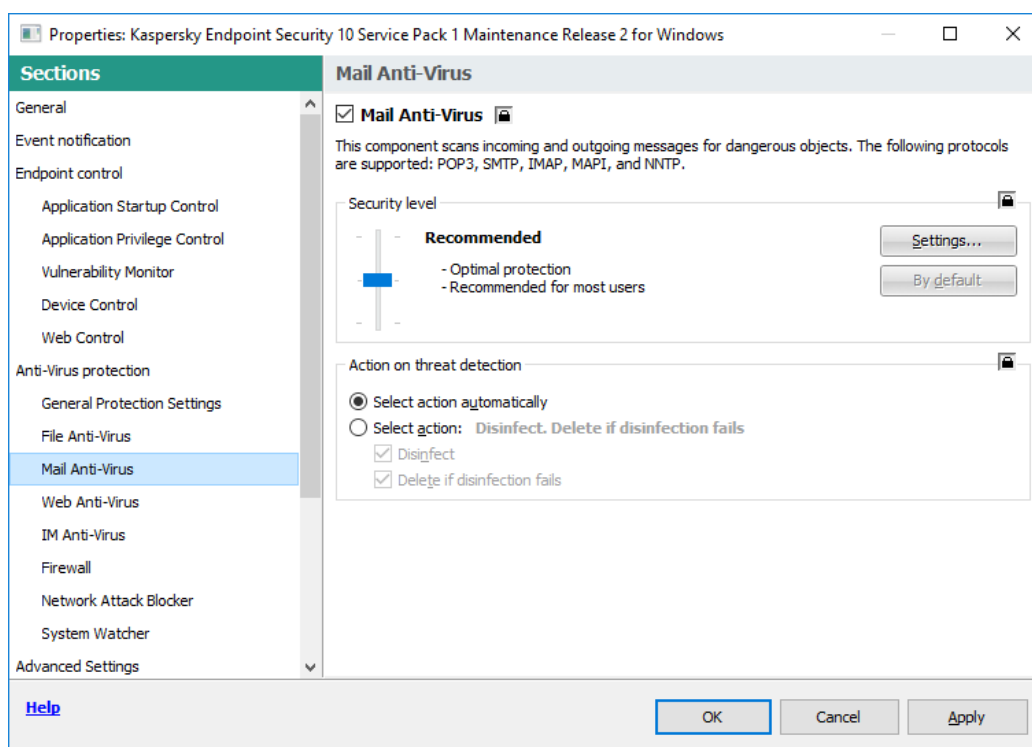 Properties: Kaspersky Endpoint Security 10 Service Pack 1 Maintenance Release 2 for Windows
Sections
General
Event notification
Endpoint control
Application Startup Control
Application Privilege Control
Vulnerability Monitor
Device Control
Web Control
Anti-Virus protection
General Protection Settings
File Anti-Virus
Mail Anti-Virus
Web Anti-Virus
IM Anti-Virus
Firewall
Network Attack Blocker
System Watcher
Advanced Settings
Mail Anti-Virus
Mail Anti-Virus
This component scans incoming and outgoing messages for dangerous objects. The following protocols
are supported: POP3, SMTP, IMAP, MAPI, and NNTP.
Security level
Recommended
- Optimal protection
- Recommended for most users
Settings...
By default
Action on threat detection
Select action automatically
Select action: Disinfect. Delete if disinfection fails
Disinfect
Delete if disinfection fails
Help
OK
Cancel
Apply